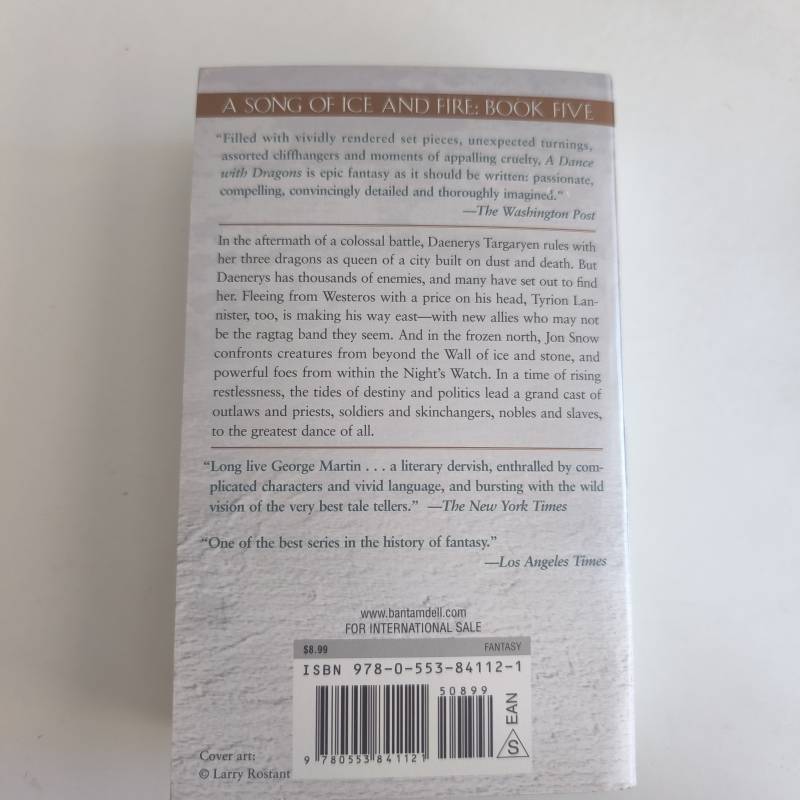 A SONG OF ICE AND FIRE: BOOK FIVE
“Filled with vividly rendered set pieces, unexpected turnings,
assorted cliffhangers and moments of appalling cruelty, A Dance
with Dragons is epic fantasy as it should be written: passionate,
compelling, convincingly detailed and thoroughly imagined.”
—The Washington Post
In the aftermath of a colossal battle, Daenerys Targaryen rules with
her three dragons as queen of a city built on dust and death. But
Daenerys has thousands of enemies, and many have set out to find
her. Fleeing from Westeros with a price on his head, Tyrion Lan-
nister, too, is making his way east—with new allies who may not
be the ragtag band they seem. And in the frozen north, Jon Snow
confronts creatures from beyond the Wall of ice and stone, and
powerful foes from within the Night’s Watch. In a time of rising
restlessness, the tides of destiny and politics lead a grand cast of
outlaws and priests, soldiers and skinchangers, nobles and slaves,
to the greatest dance of all.
“Long live George Martin . . . a literary dervish, enthralled by com-
plicated characters and vivid language, and bursting with the wild
vision of the very best tale tellers.” —The New York Times
“One of the best series in the history of fantasy.”
—Los Angeles Times
www.bantamdell.com
FOR INTERNATIONAL SALE
$8.99 FANTASY
ISBN 978-0-553-84112-1
50899
9 780553 841121
EAN
S
Cover art:
© Larry Rostant